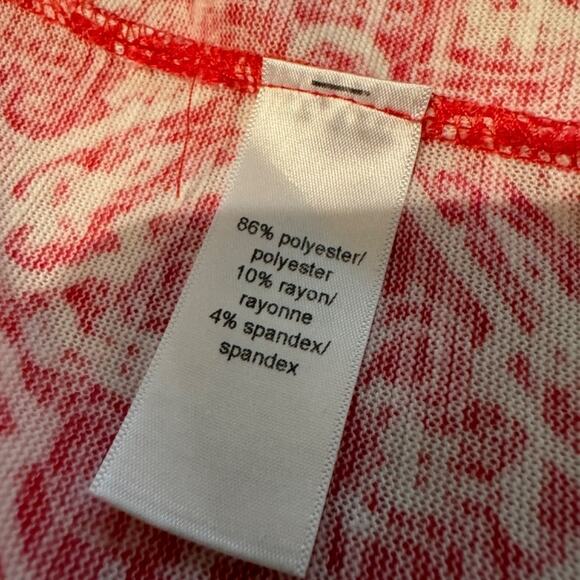 86% polyester/
polyester
10% rayon/
rayonne
4% spandex/
spandex